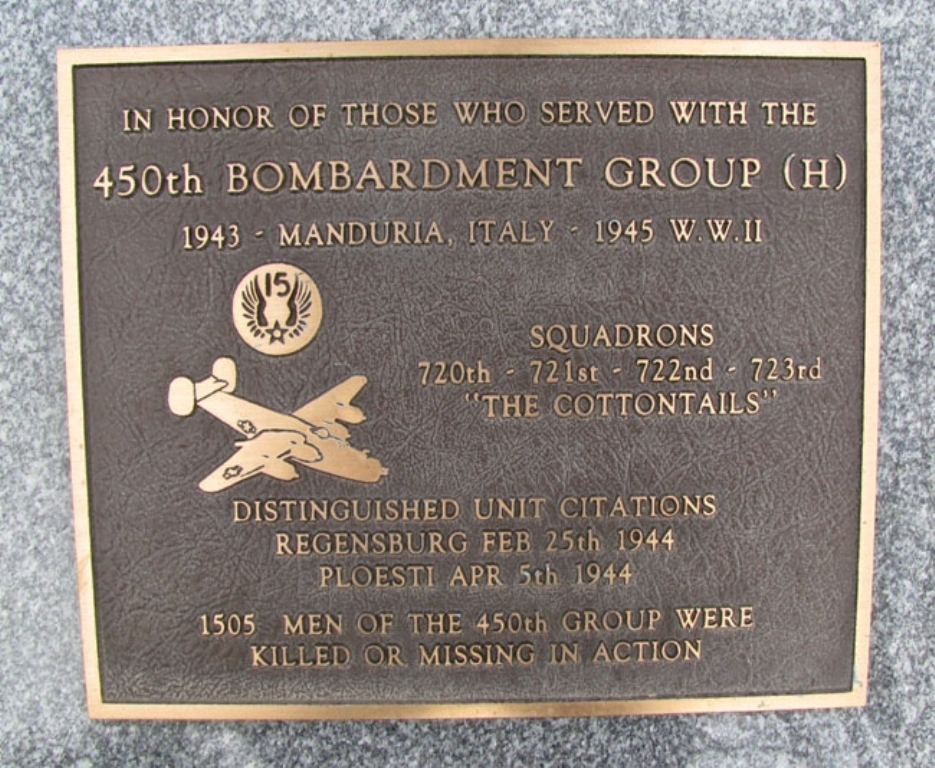 IN HONOR OF THOSE WHO SERVED WITH THE
450th BOMBARDMENT GROUP (H)
1943 - MANDURIA, ITALY - 1945 W.W.II
15
SQUADRONS
720th - 721st - 722nd - 723rd
"THE COTTONTAILS"
DISTINGUISHED UNIT CITATIONS
REGENSBURG FEB 25th 1944
PLOESTI APR 5th 1944
1505 MEN OF THE 450th GROUP WERE
KILLED OR MISSING IN ACTION